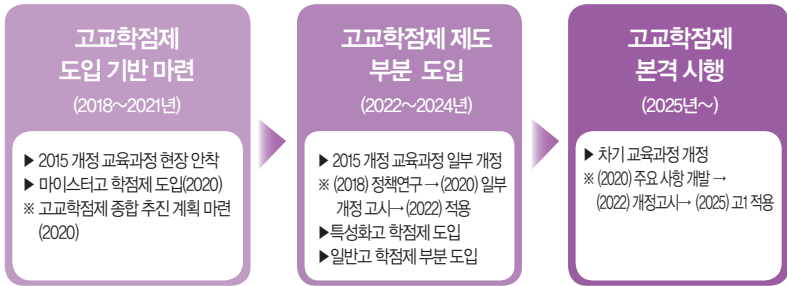 고교학점제
도입 기반 마련
(2018～2021년)
▶ 2015 개정 교육과정 현장 안착
▶ 마이스터고 학점제 도입(2020)
※ 고교학점제 종합 추진 계획 마련
(2020)
고교학점제 제도
부분 도입
(2022～2024년)
▶ 2015 개정 교육과정 일부 개정
※ (2018) 정책연구 → (2020) 일부
개정 고시→ (2022) 적용
▶특성화고 학점제 도입
▶일반고 학점제 부분 도입
고교학점제
본격 시행
(2025년～)
▶ 차기 교육과정 개정
※ (2020) 주요 사항 개발 →
(2022) 개정고시→ (2025) 고1 적용